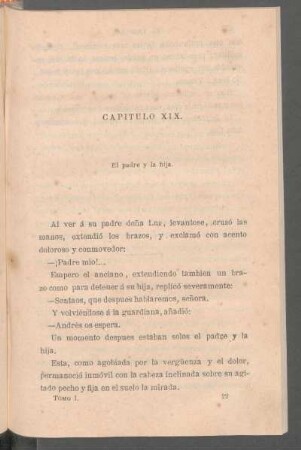 CAPITULO XIX.
El padre y la hija.
Al ver á su padre doña Luz, levantose, cruzó las
manos, extendió los brazos, y exclamó con acento
doloroso y conmovedor:
—¡Padre mio!...
Empero el anciano, extendiendo tambien un bra-
zo como para detener á su hija, replicó severamente:
—Sentaos, que despues hablaremos, señora.
Y volviéndose á la guardiana, añadió:
—Andrés os espera.
Un momento despues estaban solos el padre y la
hija.
Esta, como agobiada por la vergüenza y el dolor,
permaneció inmóvil con la cabeza inclinada sobre su agi-
tado pecho y fija en el suelo la mirada.
Tomo I.